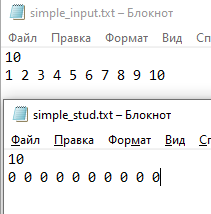 simple_input.txt – Блокнот
Файл Правка Формат Вид Сп
10
1 2 3 4 5 6 7 8 9 10
simple_stud.txt – Блокнот
Файл Правка Формат Вид С
10
0 0 0 0 0 0 0 0 0 0